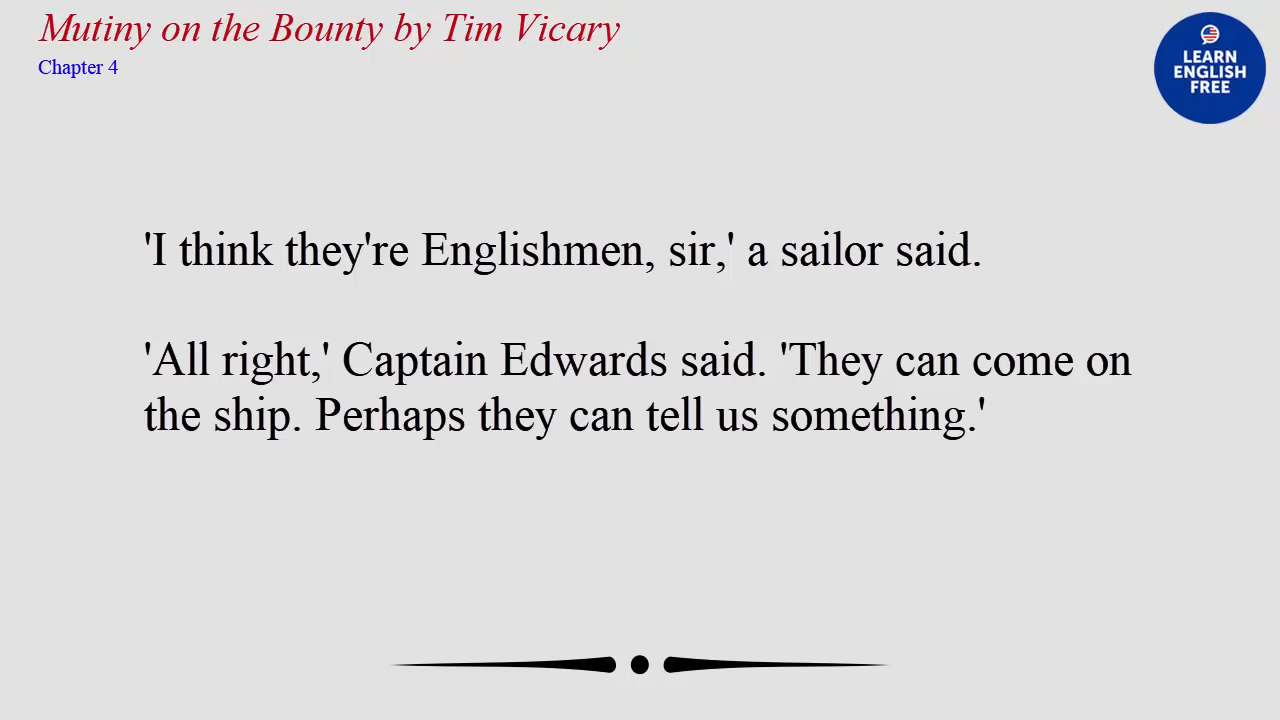 Mutiny on the Bounty by Tim Vicary
Chapter 4
LEARN
ENGLISH
FREE
'I think they're Englishmen, sir,' a sailor said.
'All right,' Captain Edwards said. 'They can come on
the ship. Perhaps they can tell us something.'